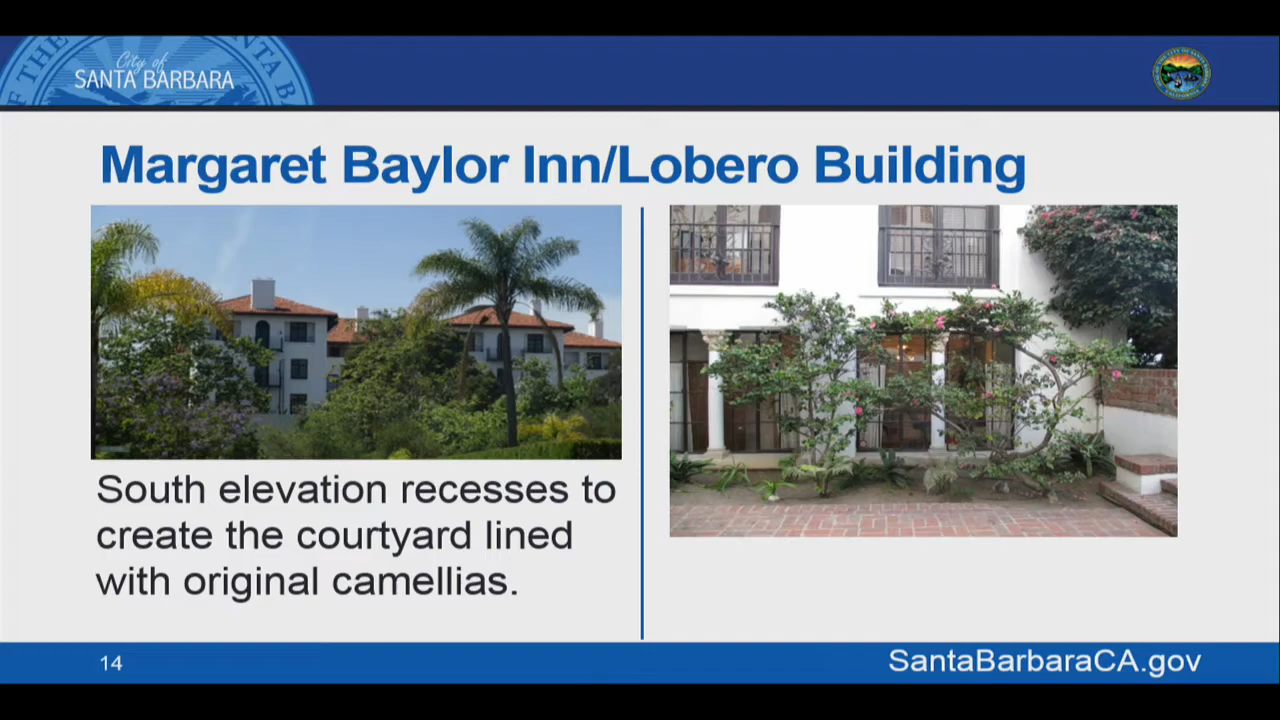 City of
SANTA BARBARA
Margaret Baylor Inn/Lobero Building
South elevation recesses to
create the courtyard lined
with original camellias.
14
SantaBarbaraCA.gov